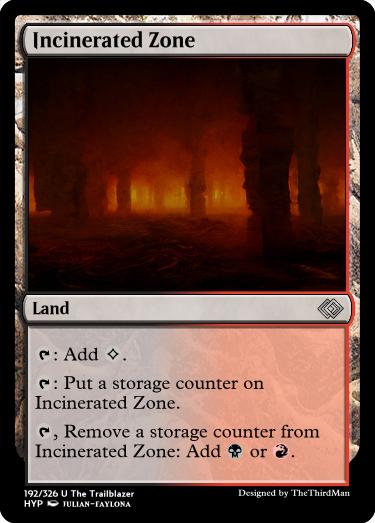 Incinerated Zone
Land
: Add .
: Put a storage counter on
Incinerated Zone.
, Remove a storage counter from
Incinerated Zone: Add or .
192/326 U The Trailblazer
Designed by TheThirdMan
HYP JULIAN-FAYLONA